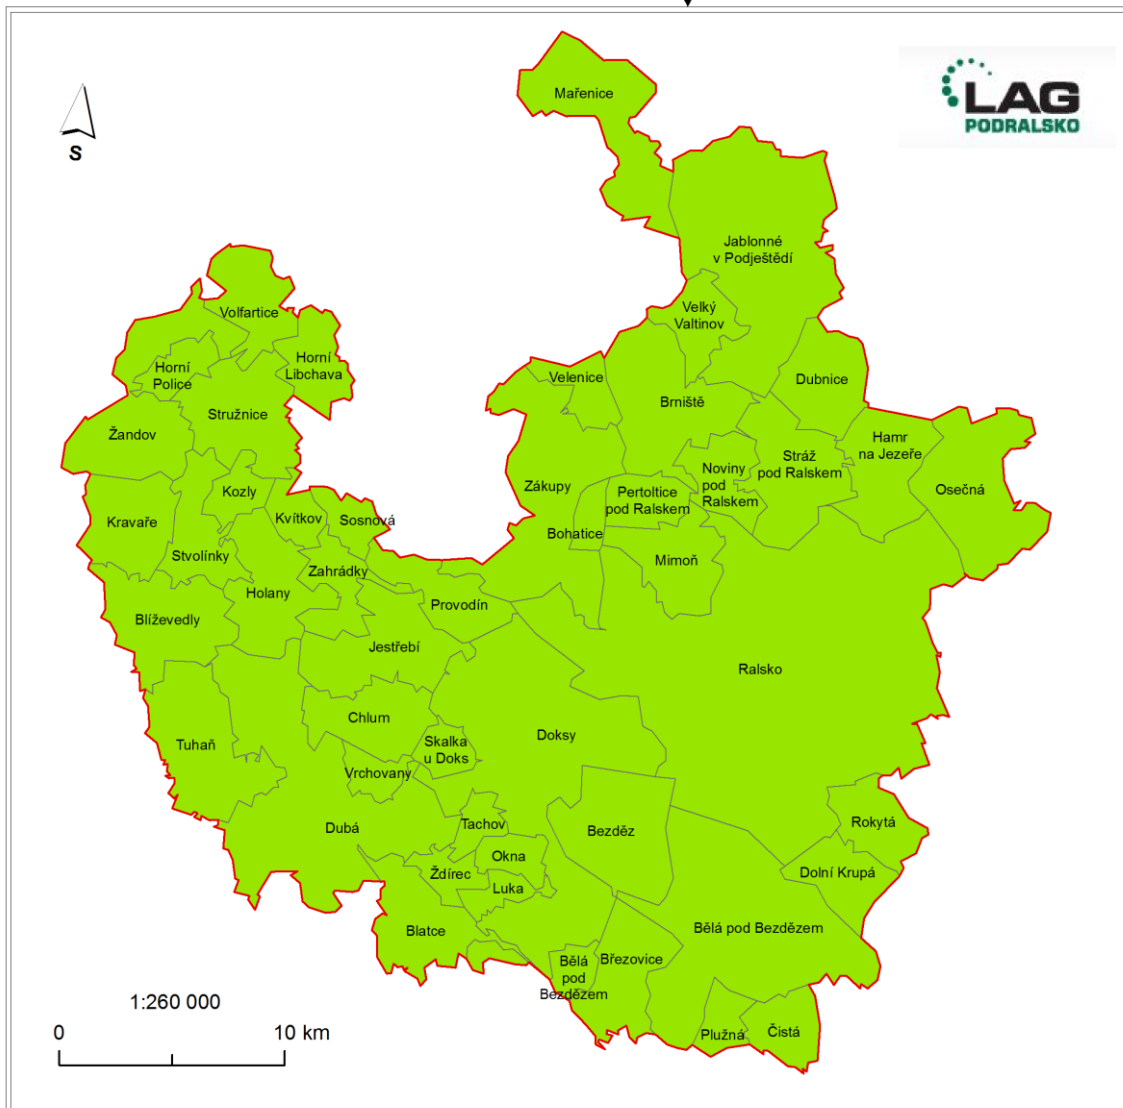 Mařenice
LAG
PODRALSKO
S
Jablonné
v Podještědí
Volfartice
Velký
Valtinov
Horní
Libchava
Horní
Police
Velenice
Dubnice
Brniště
Stružnice
Žandov
Hamr
na Jezeře
Stráž
pod Ralskem
Noviny
pod
Ralskem
Osečná
Zákupy
Pertoltice
pod Ralskem
Kozly
Kravaře
Kvítkov
Sosnová
Bohatice
Stvolínky
Mimoň
Zahrádky
Holany
Provodín
Blíževedly
Jestřebí
Ralsko
Chlum
Doksy
Tuhaň
Skalka
u Doks
Vrchovany
Dubá
Tachov
Bezděz
Rokytá
Okna
Ždírec
Dolní Krupá
Luka
Blatce
Bělá pod Bezdězem
Bělá
pod
Bezdězem
Březovice
Plužná
Čistá
1:260 000
0
10 km